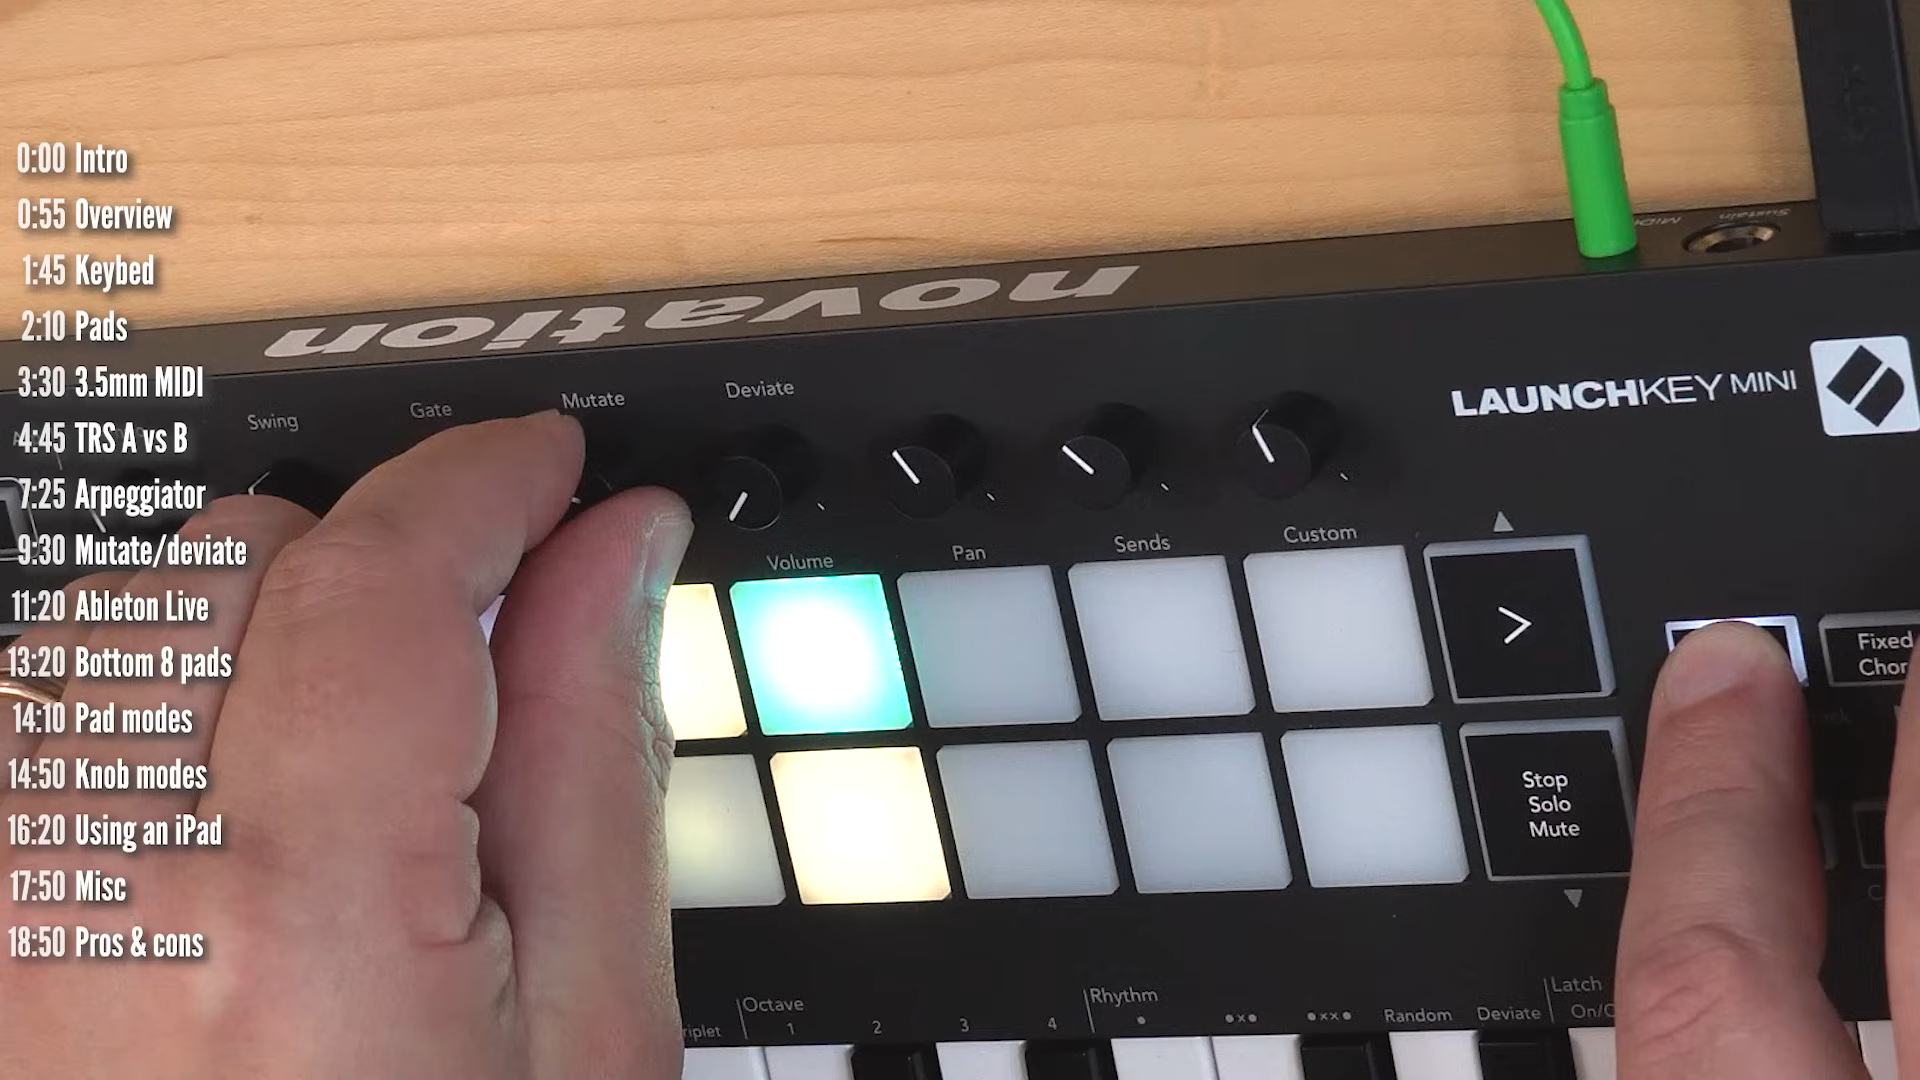 0:00 Intro
0:55 Overview
1:45 Keybed
2:10 Pads
3:30 3.5mm MIDI
4:45 TRS A vs B
7:25 Arpeggiator
9:30 Mutate/deviate
11:20 Ableton Live
13:20 Bottom 8 pads
14:10 Pad modes
14:50 Knob modes
16:20 Using an iPad
17:50 Misc
18:50 Pros & cons
MIDI Sustain
novation
LAUNCHKEY MINI
Swing Gate Mutate Deviate
Volume Pan Sends Custom
>
Fixed
Stop
Solo
Mute
Octave Rhythm Latch
1 2 3 4 Random Deviate